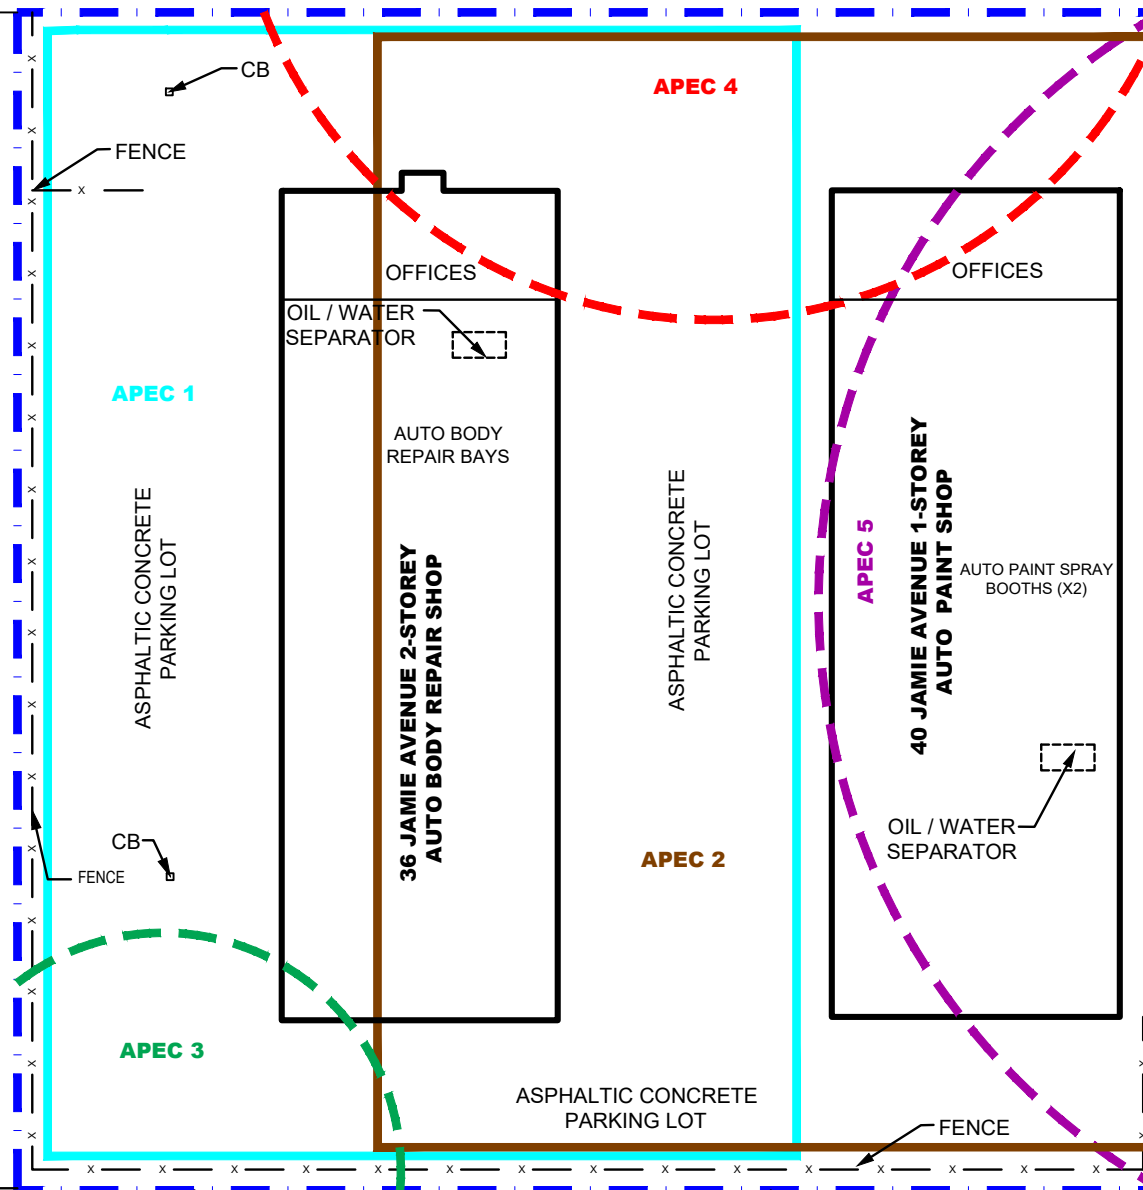 CB
APEC 4
FENCE
OFFICES
OFFICES
OIL / WATER
SEPARATOR
APEC 1
AUTO BODY
REPAIR BAYS
ASPHALTIC CONCRETE
PARKING LOT
36 JAMIE AVENUE 2-STOREY
AUTO BODY REPAIR SHOP
ASPHALTIC CONCRETE
PARKING LOT
APEC 5
40 JAMIE AVENUE 1-STOREY
AUTO PAINT SHOP
AUTO PAINT SPRAY
BOOTHS (X2)
OIL / WATER
SEPARATOR
CB
FENCE
APEC 2
APEC 3
ASPHALTIC CONCRETE
PARKING LOT
FENCE